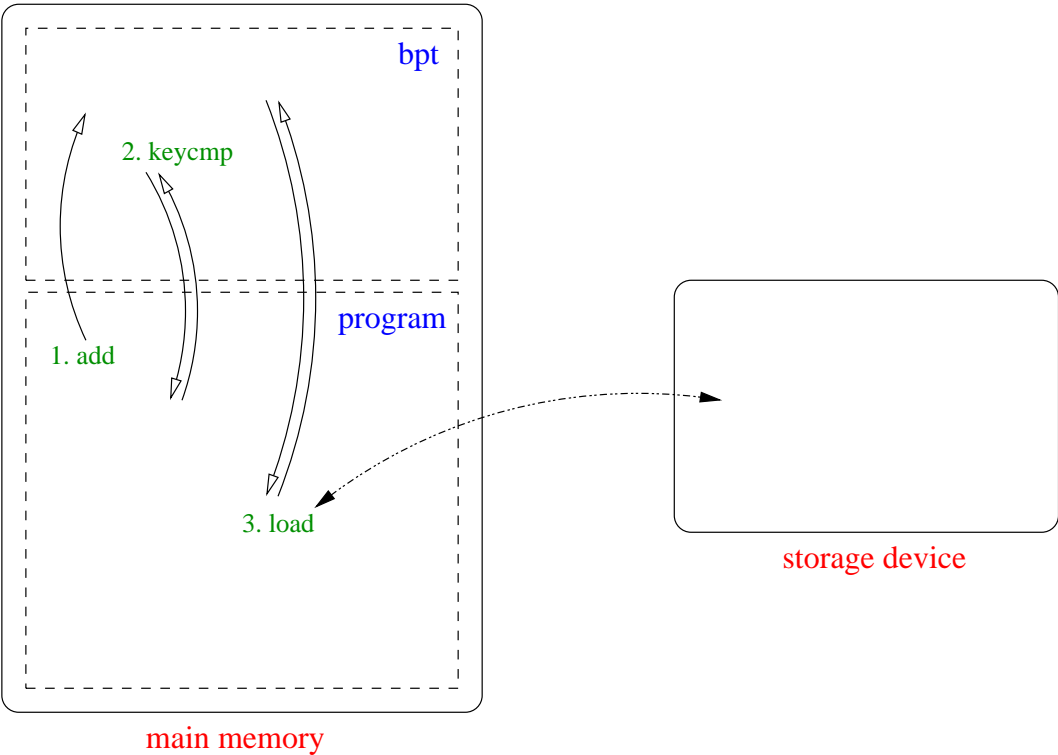 bpt
2. keycmp
program
1. add
3. load
storage device
main memory